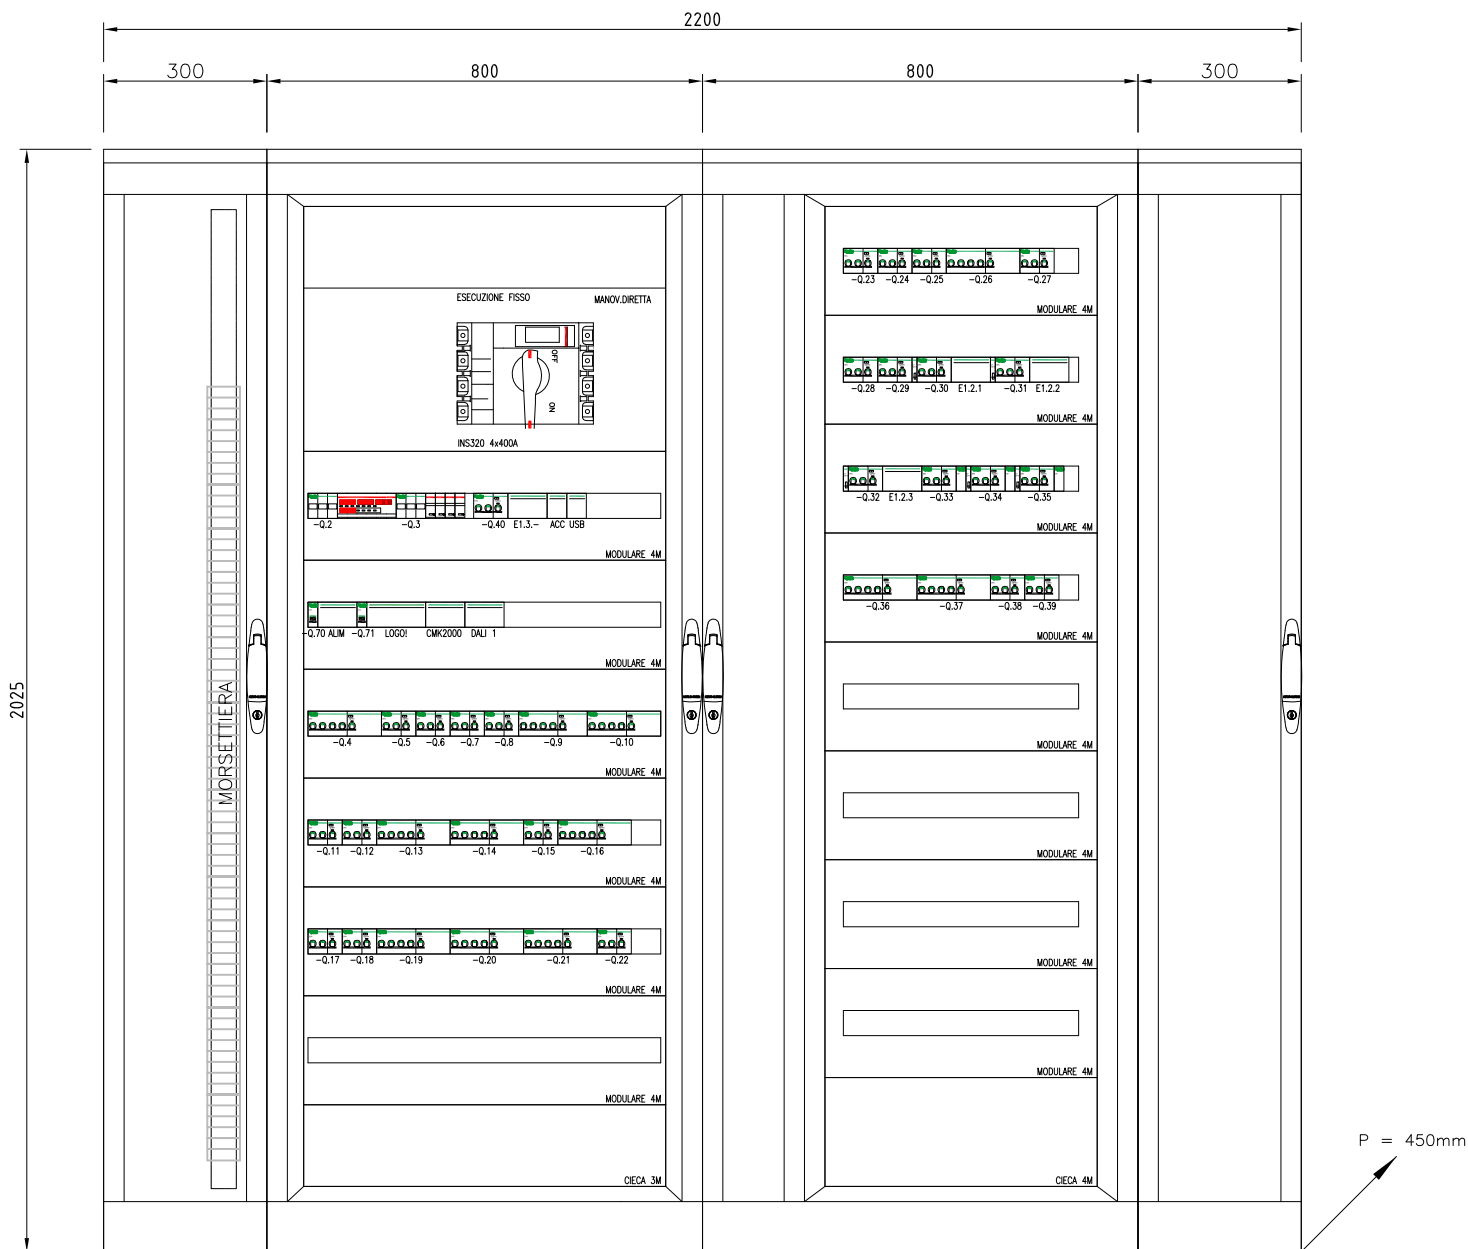 2200
300
800
800
300
2025
ESECUZIONE FISSO
MANOV.DIRETTA
OFF
ON
INS320 4x400A
-Q.2
-Q.3
-Q.40
E1.3.-
ACC
USB
MODULARE 4M
-Q.70
ALIM
-Q.71
LOGO!
CMK2000
DALI 1
MODULARE 4M
-Q.4
-Q.5
-Q.6
-Q.7
-Q.8
-Q.9
-Q.10
MODULARE 4M
-Q.11
-Q.12
-Q.13
-Q.14
-Q.15
-Q.16
MODULARE 4M
-Q.17
-Q.18
-Q.19
-Q.20
-Q.21
-Q.22
MODULARE 4M
MODULARE 4M
CIECA 3M
MORSETTIERA
-Q.23
-Q.24
-Q.25
-Q.26
-Q.27
MODULARE 4M
-Q.28
-Q.29
-Q.30
E1.2.1
-Q.31
E1.2.2
MODULARE 4M
-Q.32
E1.2.3
-Q.33
-Q.34
-Q.35
MODULARE 4M
-Q.36
-Q.37
-Q.38
-Q.39
MODULARE 4M
MODULARE 4M
MODULARE 4M
MODULARE 4M
MODULARE 4M
CIECA 4M
P = 450mm